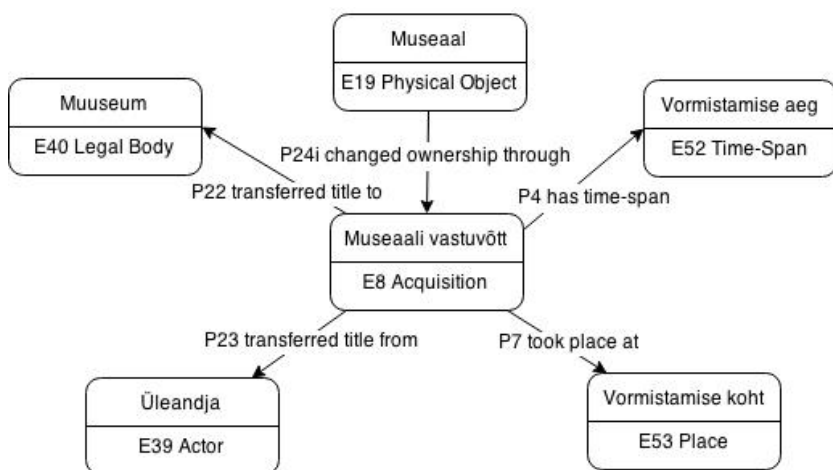 Museaal
E19 Physical Object
Muuseum
E40 Legal Body
Vormistamise aeg
E52 Time-Span
P24i changed ownership through
P22 transferred title to
P4 has time-span
Museaali vastuvõtt
E8 Acquisition
P23 transferred title from
P7 took place at
Üleandja
E39 Actor
Vormistamise koht
E53 Place